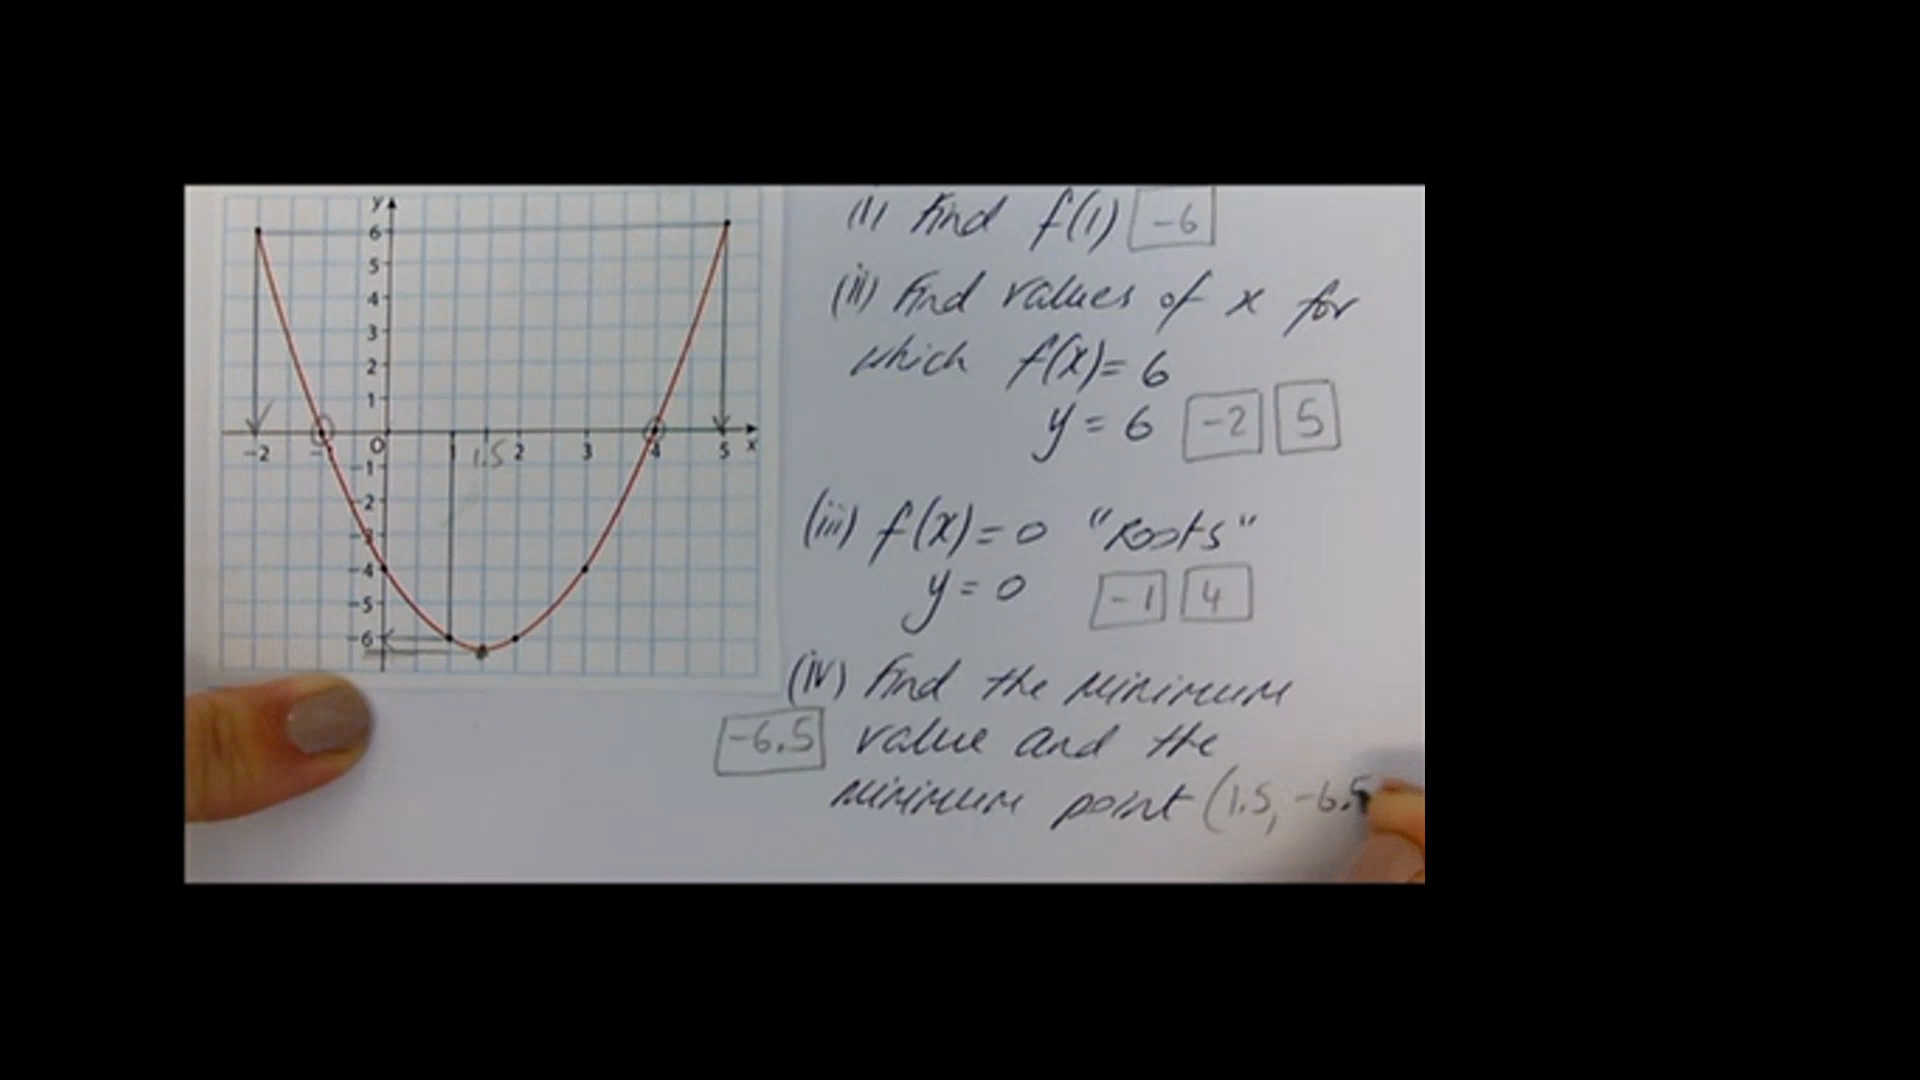 y
6
5
4
3
2
1
-2 -1 O 1 1.5 2 3 4 5 x
-1
-2
-3
-4
-5
-6
(i) Find f(1) -6
(ii) Find values of x for
which f(x) = 6
y = 6 -2 5
(iii) f(x) = 0 "Roots"
y = 0 -1 4
(iv) Find the minimum
-6.5 value and the
minimum point (1.5, -6.5